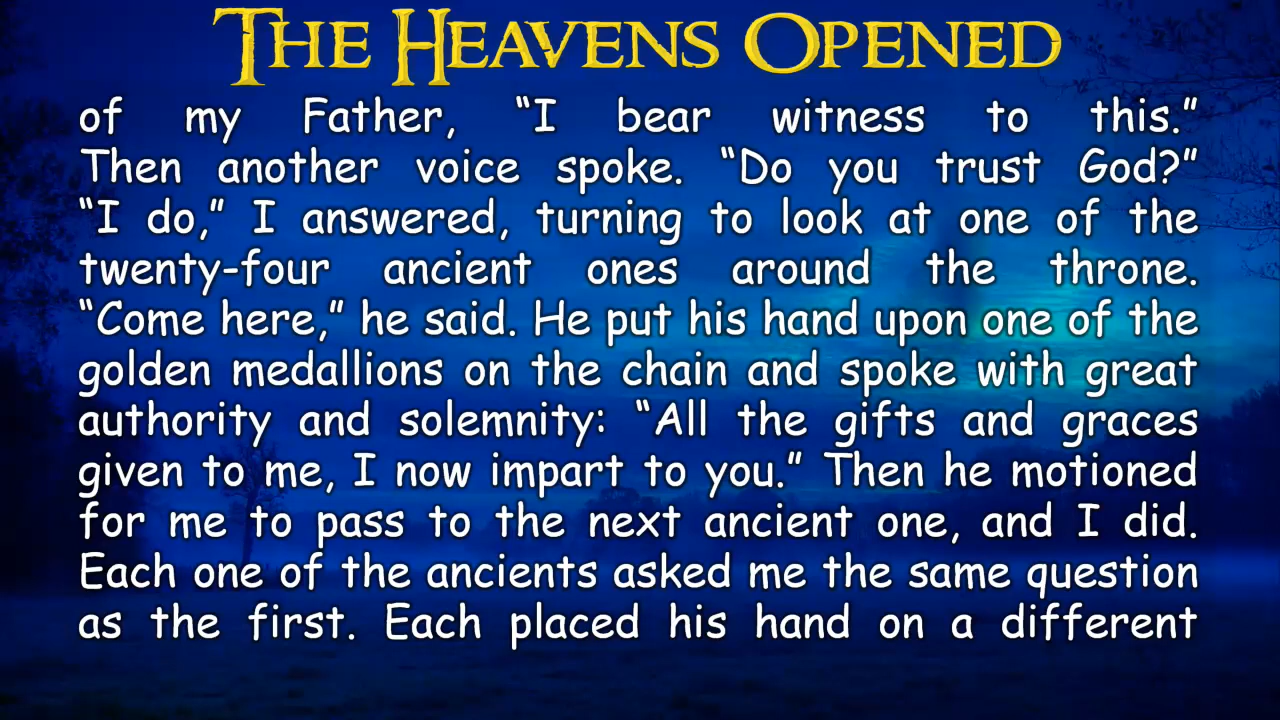 The Heavens Opened
of my Father, “I bear witness to this.”
Then another voice spoke. “Do you trust God?”
“I do,” I answered, turning to look at one of the
twenty-four ancient ones around the throne.
“Come here,” he said. He put his hand upon one of the
golden medallions on the chain and spoke with great
authority and solemnity: “All the gifts and graces
given to me, I now impart to you.” Then he motioned
for me to pass to the next ancient one, and I did.
Each one of the ancients asked me the same question
as the first. Each placed his hand on a different